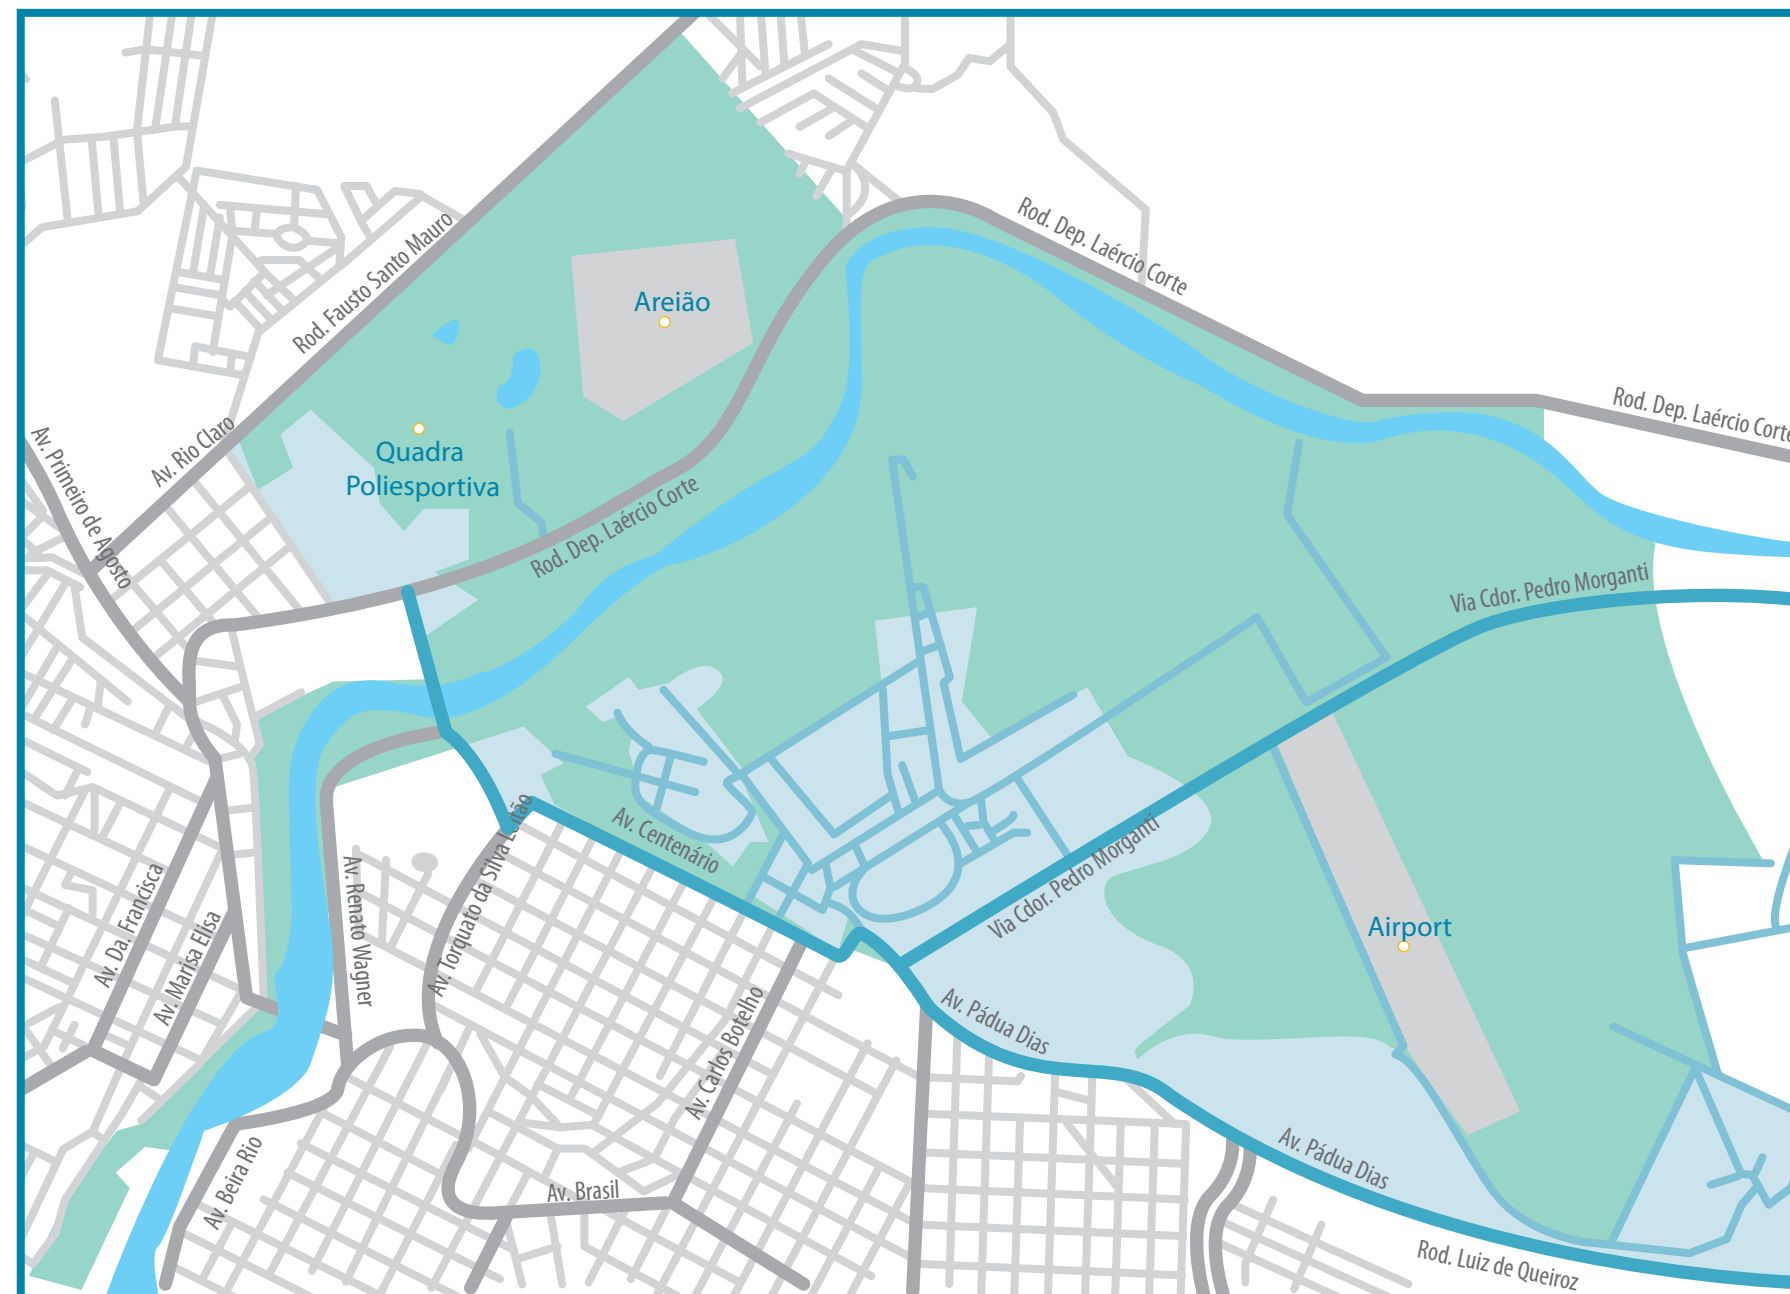 Rod. Dep. Laércio Corte
Rod. Fausto Santo Mauro
Areião
Rod. Dep. Laércio Corte
Av. Rio Claro
Av. Primeiro de Agosto
Quadra
Poliesportiva
Rod. Dep. Laércio Corte
Via Cdor. Pedro Morganti
Av. Centenário
Av. Torquato da Silva Leitão
Av. Renato Wagner
Via Cdor. Pedro Morganti
Av. Da. Francisca
Av. Marisa Elisa
Airport
Av. Carlos Botelho
Av. Pádua Dias
Av. Beira Rio
Av. Brasil
Av. Pádua Dias
Rod. Luiz de Queiroz